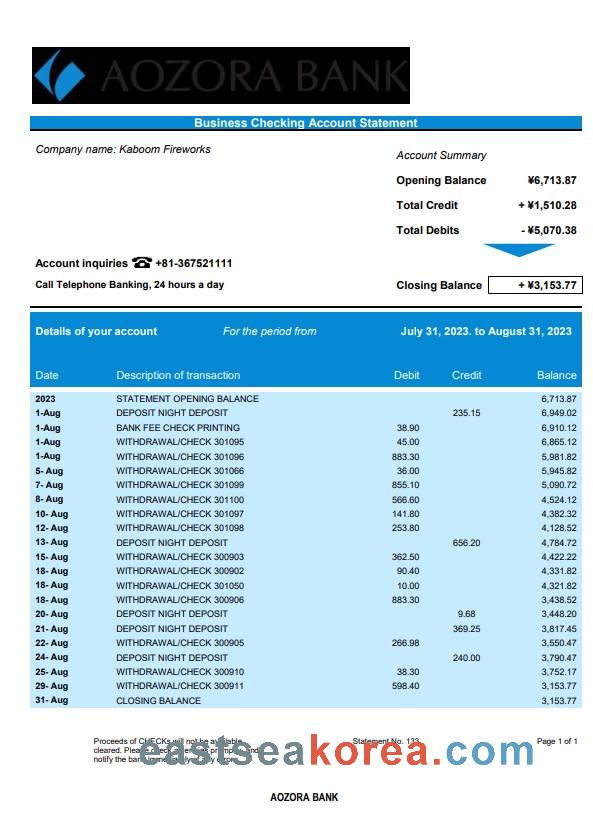 AOZORA BANK
Business Checking Account Statement
Company name: Kaboom Fireworks
Account Summary
Opening Balance ¥6,713.87
Total Credit + ¥1,510.28
Total Debits - ¥5,070.38
Account inquiries ☎ +81-367521111
Call Telephone Banking, 24 hours a day
Closing Balance + ¥3,153.77
Details of your account For the period from July 31, 2023. to August 31, 2023
Date Description of transaction Debit Credit Balance
2023 STATEMENT OPENING BALANCE 6,713.87
1-Aug DEPOSIT NIGHT DEPOSIT 235.15 6,949.02
1-Aug BANK FEE CHECK PRINTING 38.90 6,910.12
1-Aug WITHDRAWAL/CHECK 301095 45.00 6,865.12
1-Aug WITHDRAWAL/CHECK 301096 883.30 5,981.82
5- Aug WITHDRAWAL/CHECK 301066 36.00 5,945.82
7- Aug WITHDRAWAL/CHECK 301099 855.10 5,090.72
8- Aug WITHDRAWAL/CHECK 301100 566.60 4,524.12
10- Aug WITHDRAWAL/CHECK 301097 141.80 4,382.32
12- Aug WITHDRAWAL/CHECK 301098 253.80 4,128.52
13- Aug DEPOSIT NIGHT DEPOSIT 656.20 4,784.72
15- Aug WITHDRAWAL/CHECK 300903 362.50 4,422.22
18- Aug WITHDRAWAL/CHECK 300902 90.40 4,331.82
18- Aug WITHDRAWAL/CHECK 301050 10.00 4,321.82
18- Aug WITHDRAWAL/CHECK 300906 883.30 3,438.52
20- Aug DEPOSIT NIGHT DEPOSIT 9.68 3,448.20
21- Aug DEPOSIT NIGHT DEPOSIT 369.25 3,817.45
22- Aug WITHDRAWAL/CHECK 300905 266.98 3,550.47
24- Aug DEPOSIT NIGHT DEPOSIT 240.00 3,790.47
25- Aug WITHDRAWAL/CHECK 300910 38.30 3,752.17
29- Aug WITHDRAWAL/CHECK 300911 598.40 3,153.77
31- Aug CLOSING BALANCE 3,153.77
Proceeds of CHECKs will not be available Statement No. 133 Page 1 of 1
cleared. Please check and
notify the bank of any
eastseakorea.com
AOZORA BANK